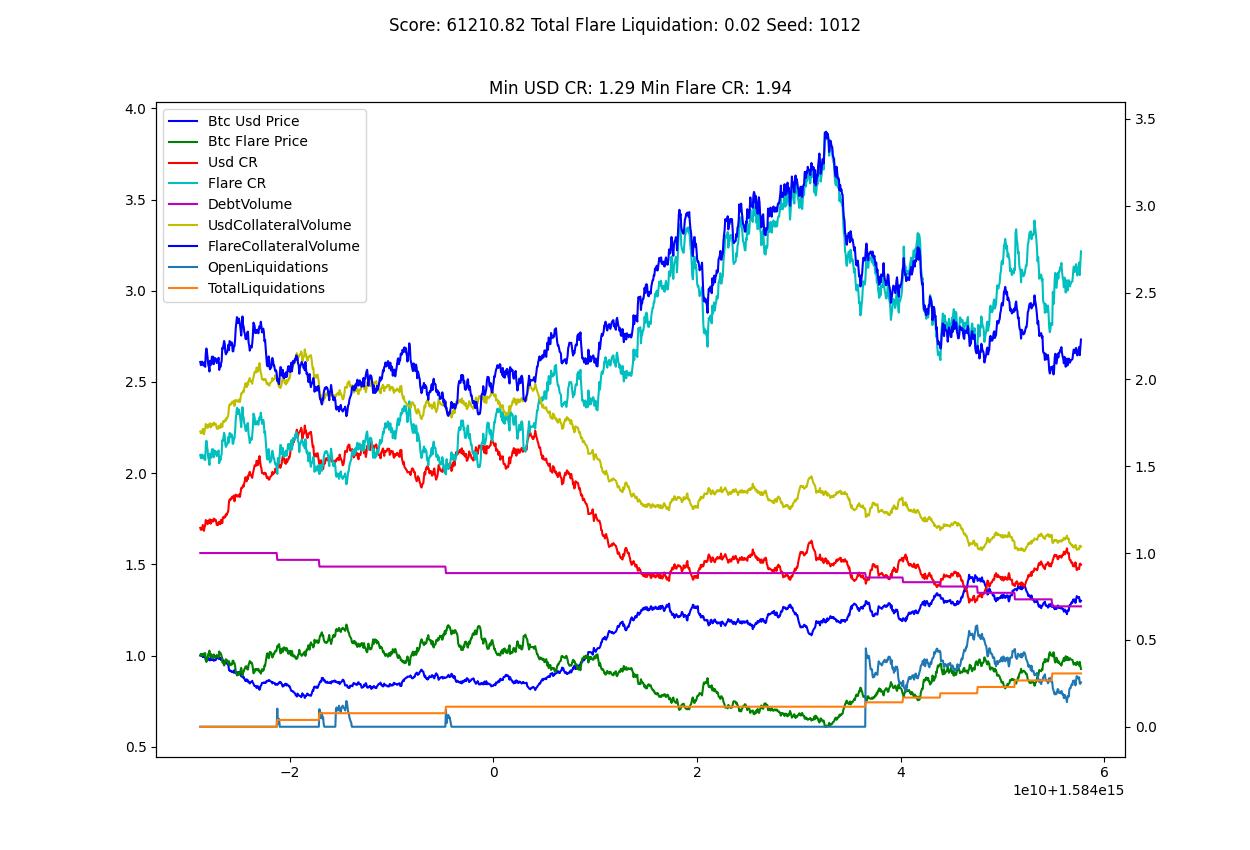 Score: 61210.82 Total Flare Liquidation: 0.02 Seed: 1012
Min USD CR: 1.29 Min Flare CR: 1.94
4.0
3.5
3.0
2.5
2.0
1.5
1.0
0.5
Btc Usd Price
Btc Flare Price
Usd CR
Flare CR
DebtVolume
UsdCollateralVolume
FlareCollateralVolume
OpenLiquidations
TotalLiquidations
3.5
3.0
2.5
2.0
1.5
1.0
0.5
0.0
−2 0 2 4 6
1e10+1.584e15